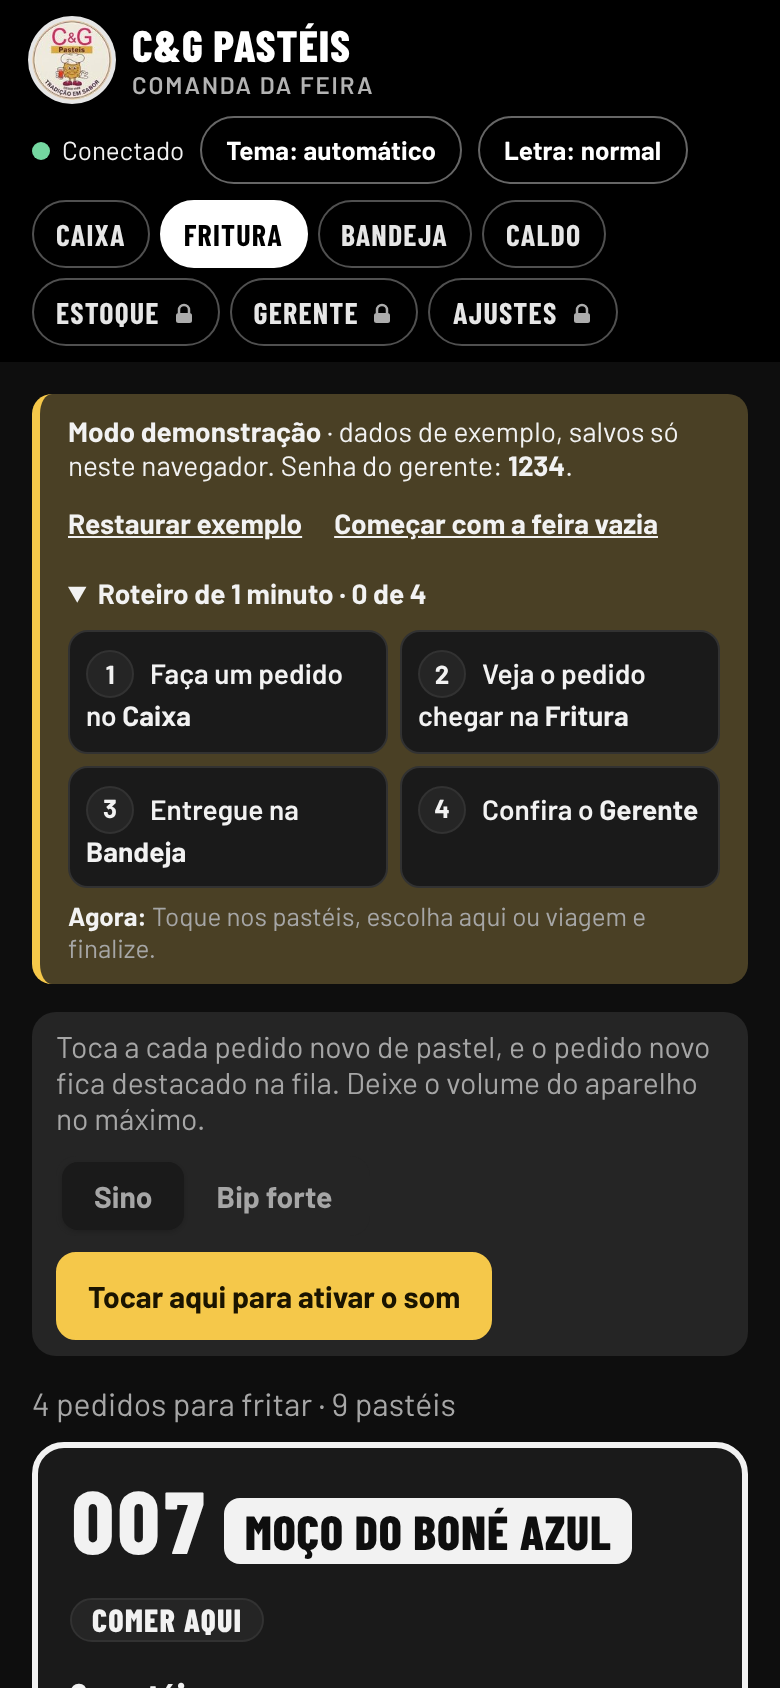 C&G
Pastéis
TRADIÇÃO EM SABOR
C&G PASTÉIS
COMANDA DA FEIRA
Conectado
Tema: automático
Letra: normal
CAIXA
FRITURA
BANDEJA
CALDO
ESTOQUE
GERENTE
AJUSTES
Modo demonstração · dados de exemplo, salvos só
neste navegador. Senha do gerente: 1234.
Restaurar exemplo
Começar com a feira vazia
▼ Roteiro de 1 minuto · 0 de 4
1 Faça um pedido
no Caixa
2 Veja o pedido
chegar na Fritura
3 Entregue na
Bandeja
4 Confira o Gerente
Agora: Toque nos pastéis, escolha aqui ou viagem e
finalize.
Toca a cada pedido novo de pastel, e o pedido novo
fica destacado na fila. Deixe o volume do aparelho
no máximo.
Sino
Bip forte
Tocar aqui para ativar o som
4 pedidos para fritar · 9 pastéis
007
MOÇO DO BONÉ AZUL
COMER AQUI